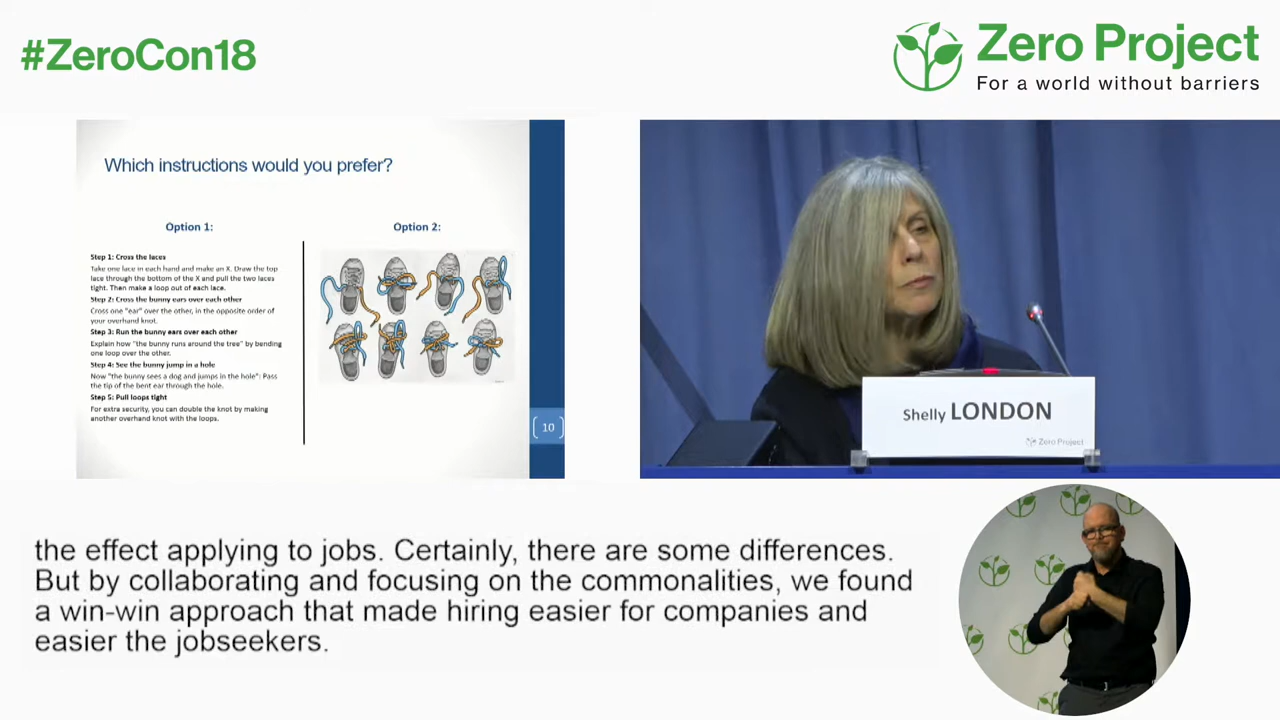 #ZeroCon18
Zero Project
For a world without barriers
Which instructions would you prefer?
Option 1:
Step 1: Cross the laces
Take one lace in each hand and make an X. Draw the top
lace through the bottom of the X and pull the two laces
tight. Then make a loop out of each lace.
Step 2: Cross the bunny ears over each other
Cross one "ear" over the other, in the opposite order of
your overhand knot.
Step 3: Run the bunny ears over each other
Explain how "the bunny runs around the tree" by bending
one loop over the other.
Step 4: See the bunny jump in a hole
Now "the bunny sees a dog and jumps in the hole": Pass
the tip of the bent ear through the hole.
Step 5: Pull loops tight
For extra security, you can double the knot by making
another overhand knot with the loops.
Option 2:
10
Shelly LONDON
Zero Project
the effect applying to jobs. Certainly, there are some differences.
But by collaborating and focusing on the commonalities, we found
a win-win approach that made hiring easier for companies and
easier the jobseekers.